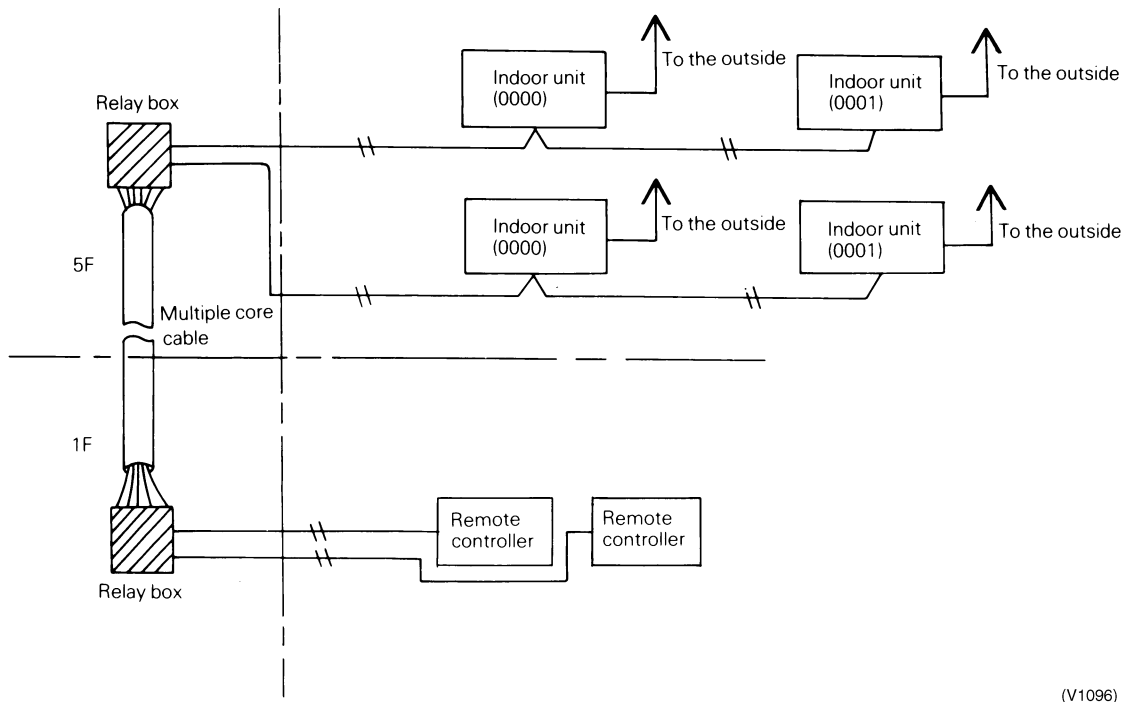 Relay box
Indoor unit
(0000)
To the outside
Indoor unit
(0001)
To the outside
Indoor unit
(0000)
To the outside
Indoor unit
(0001)
To the outside
5F
Multiple core
cable
1F
Relay box
Remote
controller
Remote
controller
(V1096)